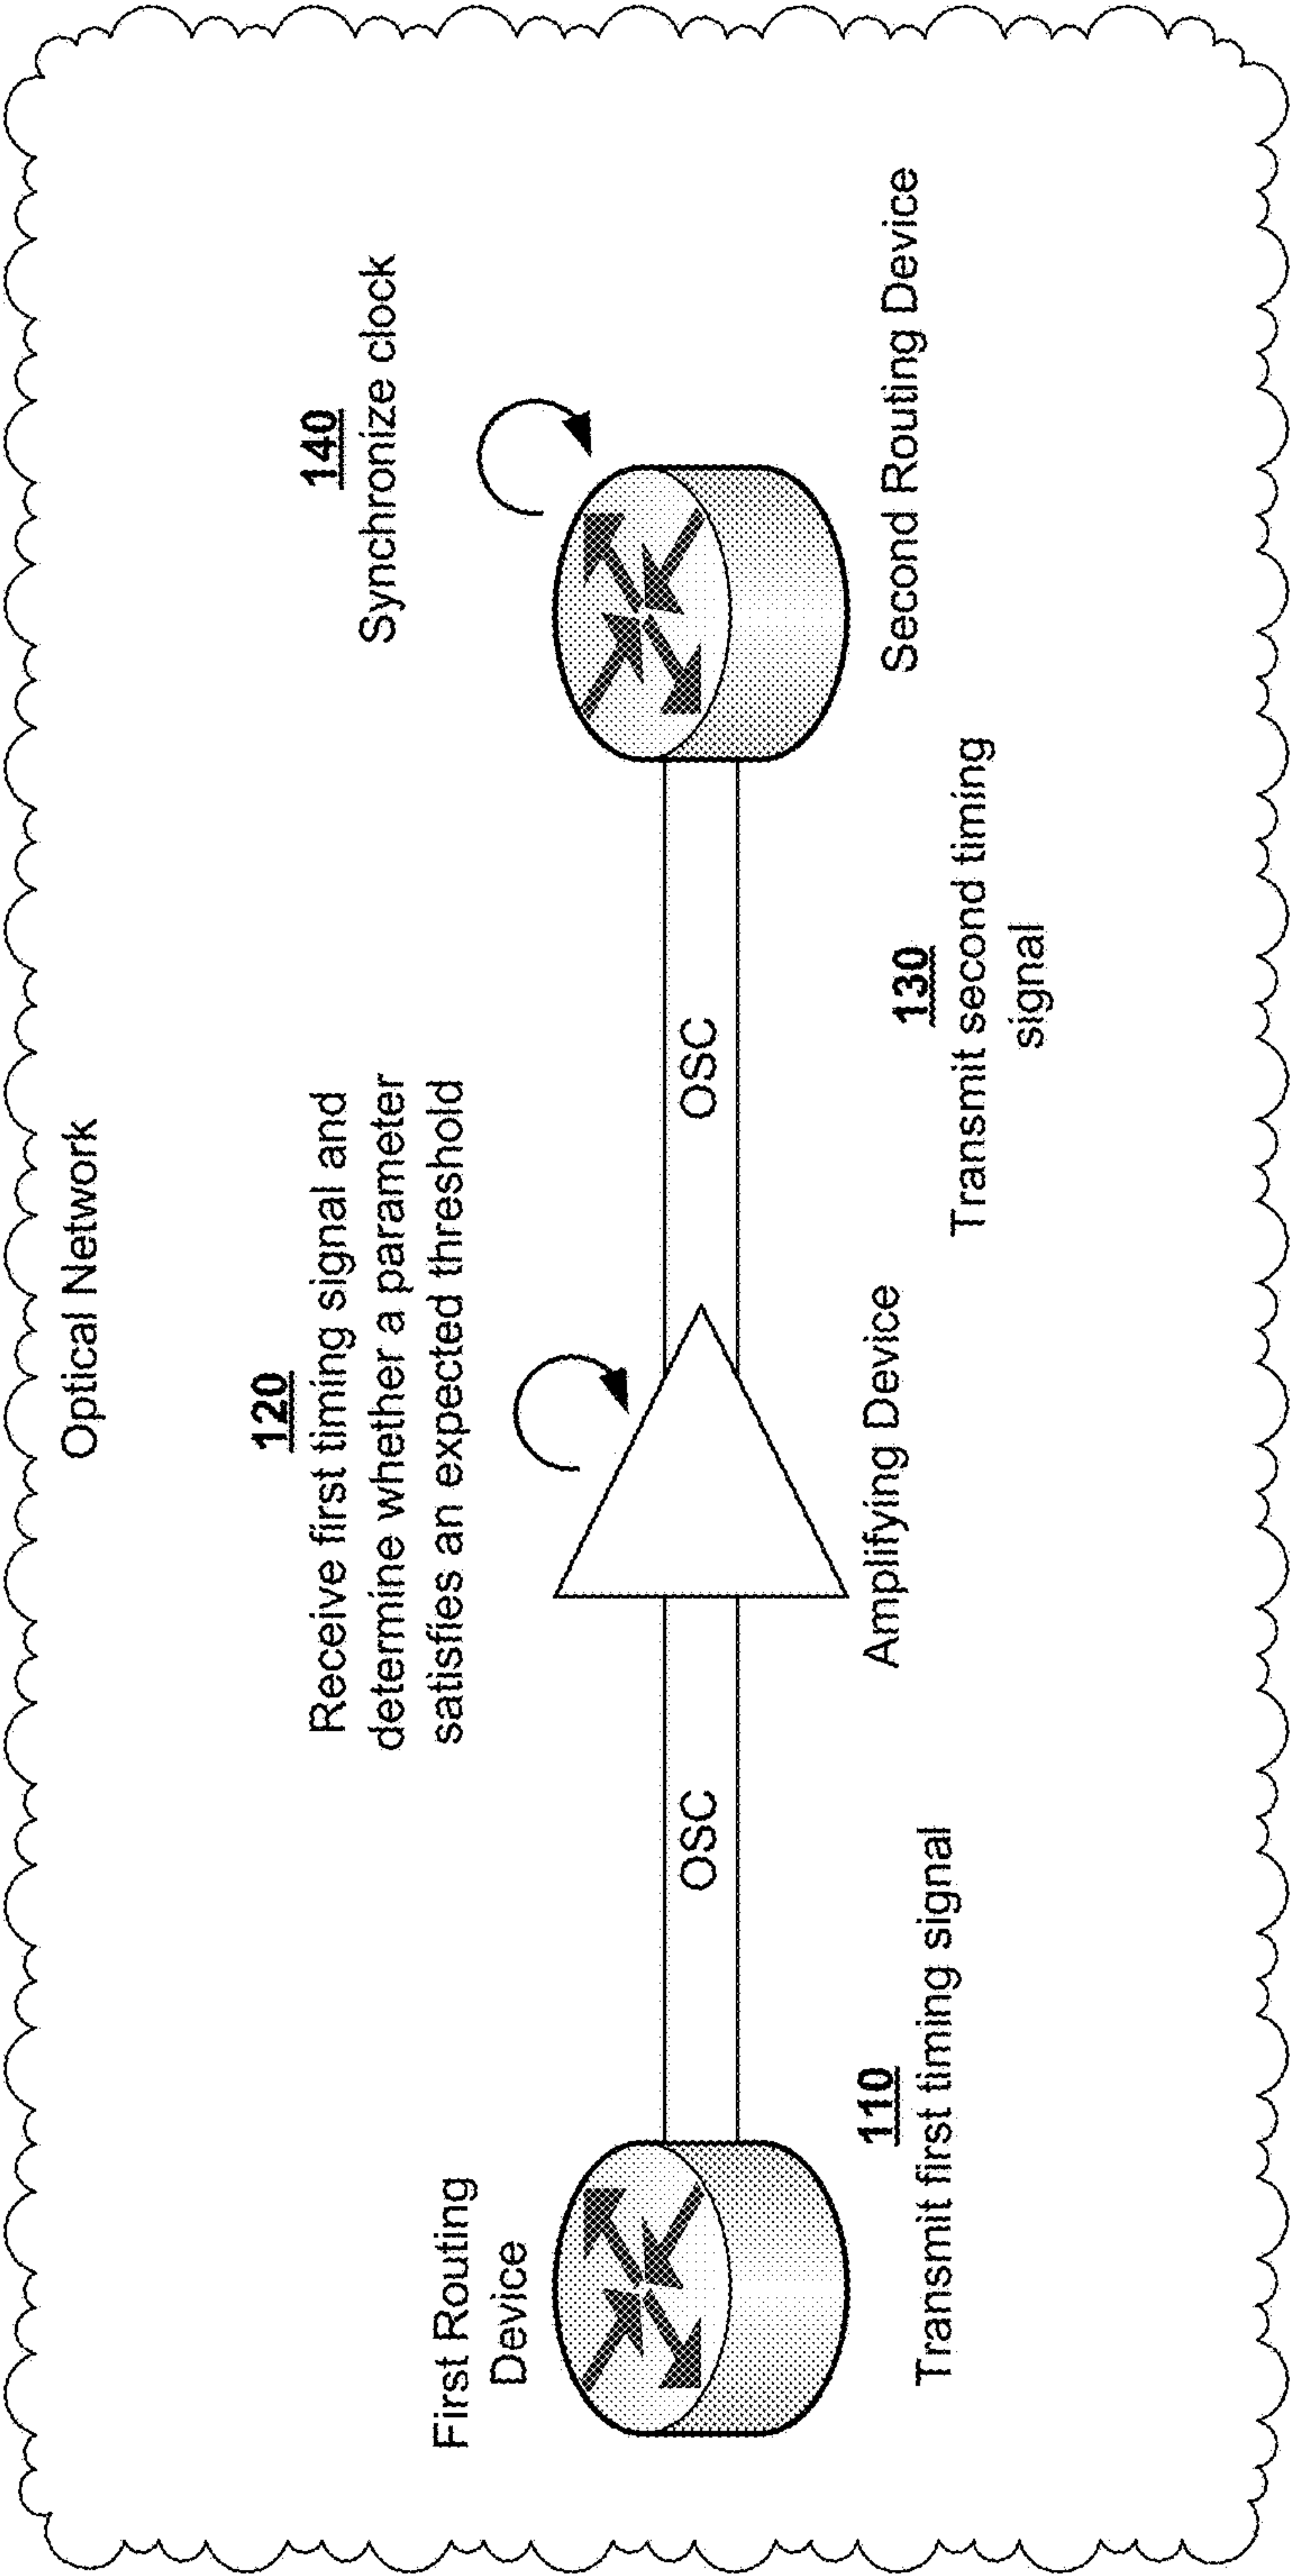 Optical Network
120
Receive first timing signal and
determine whether a parameter
satisfies an expected threshold
140
Synchronize clock
First Routing
Device
OSC
OSC
110
Transmit first timing signal
Amplifying Device
130
Transmit second timing
signal
Second Routing Device